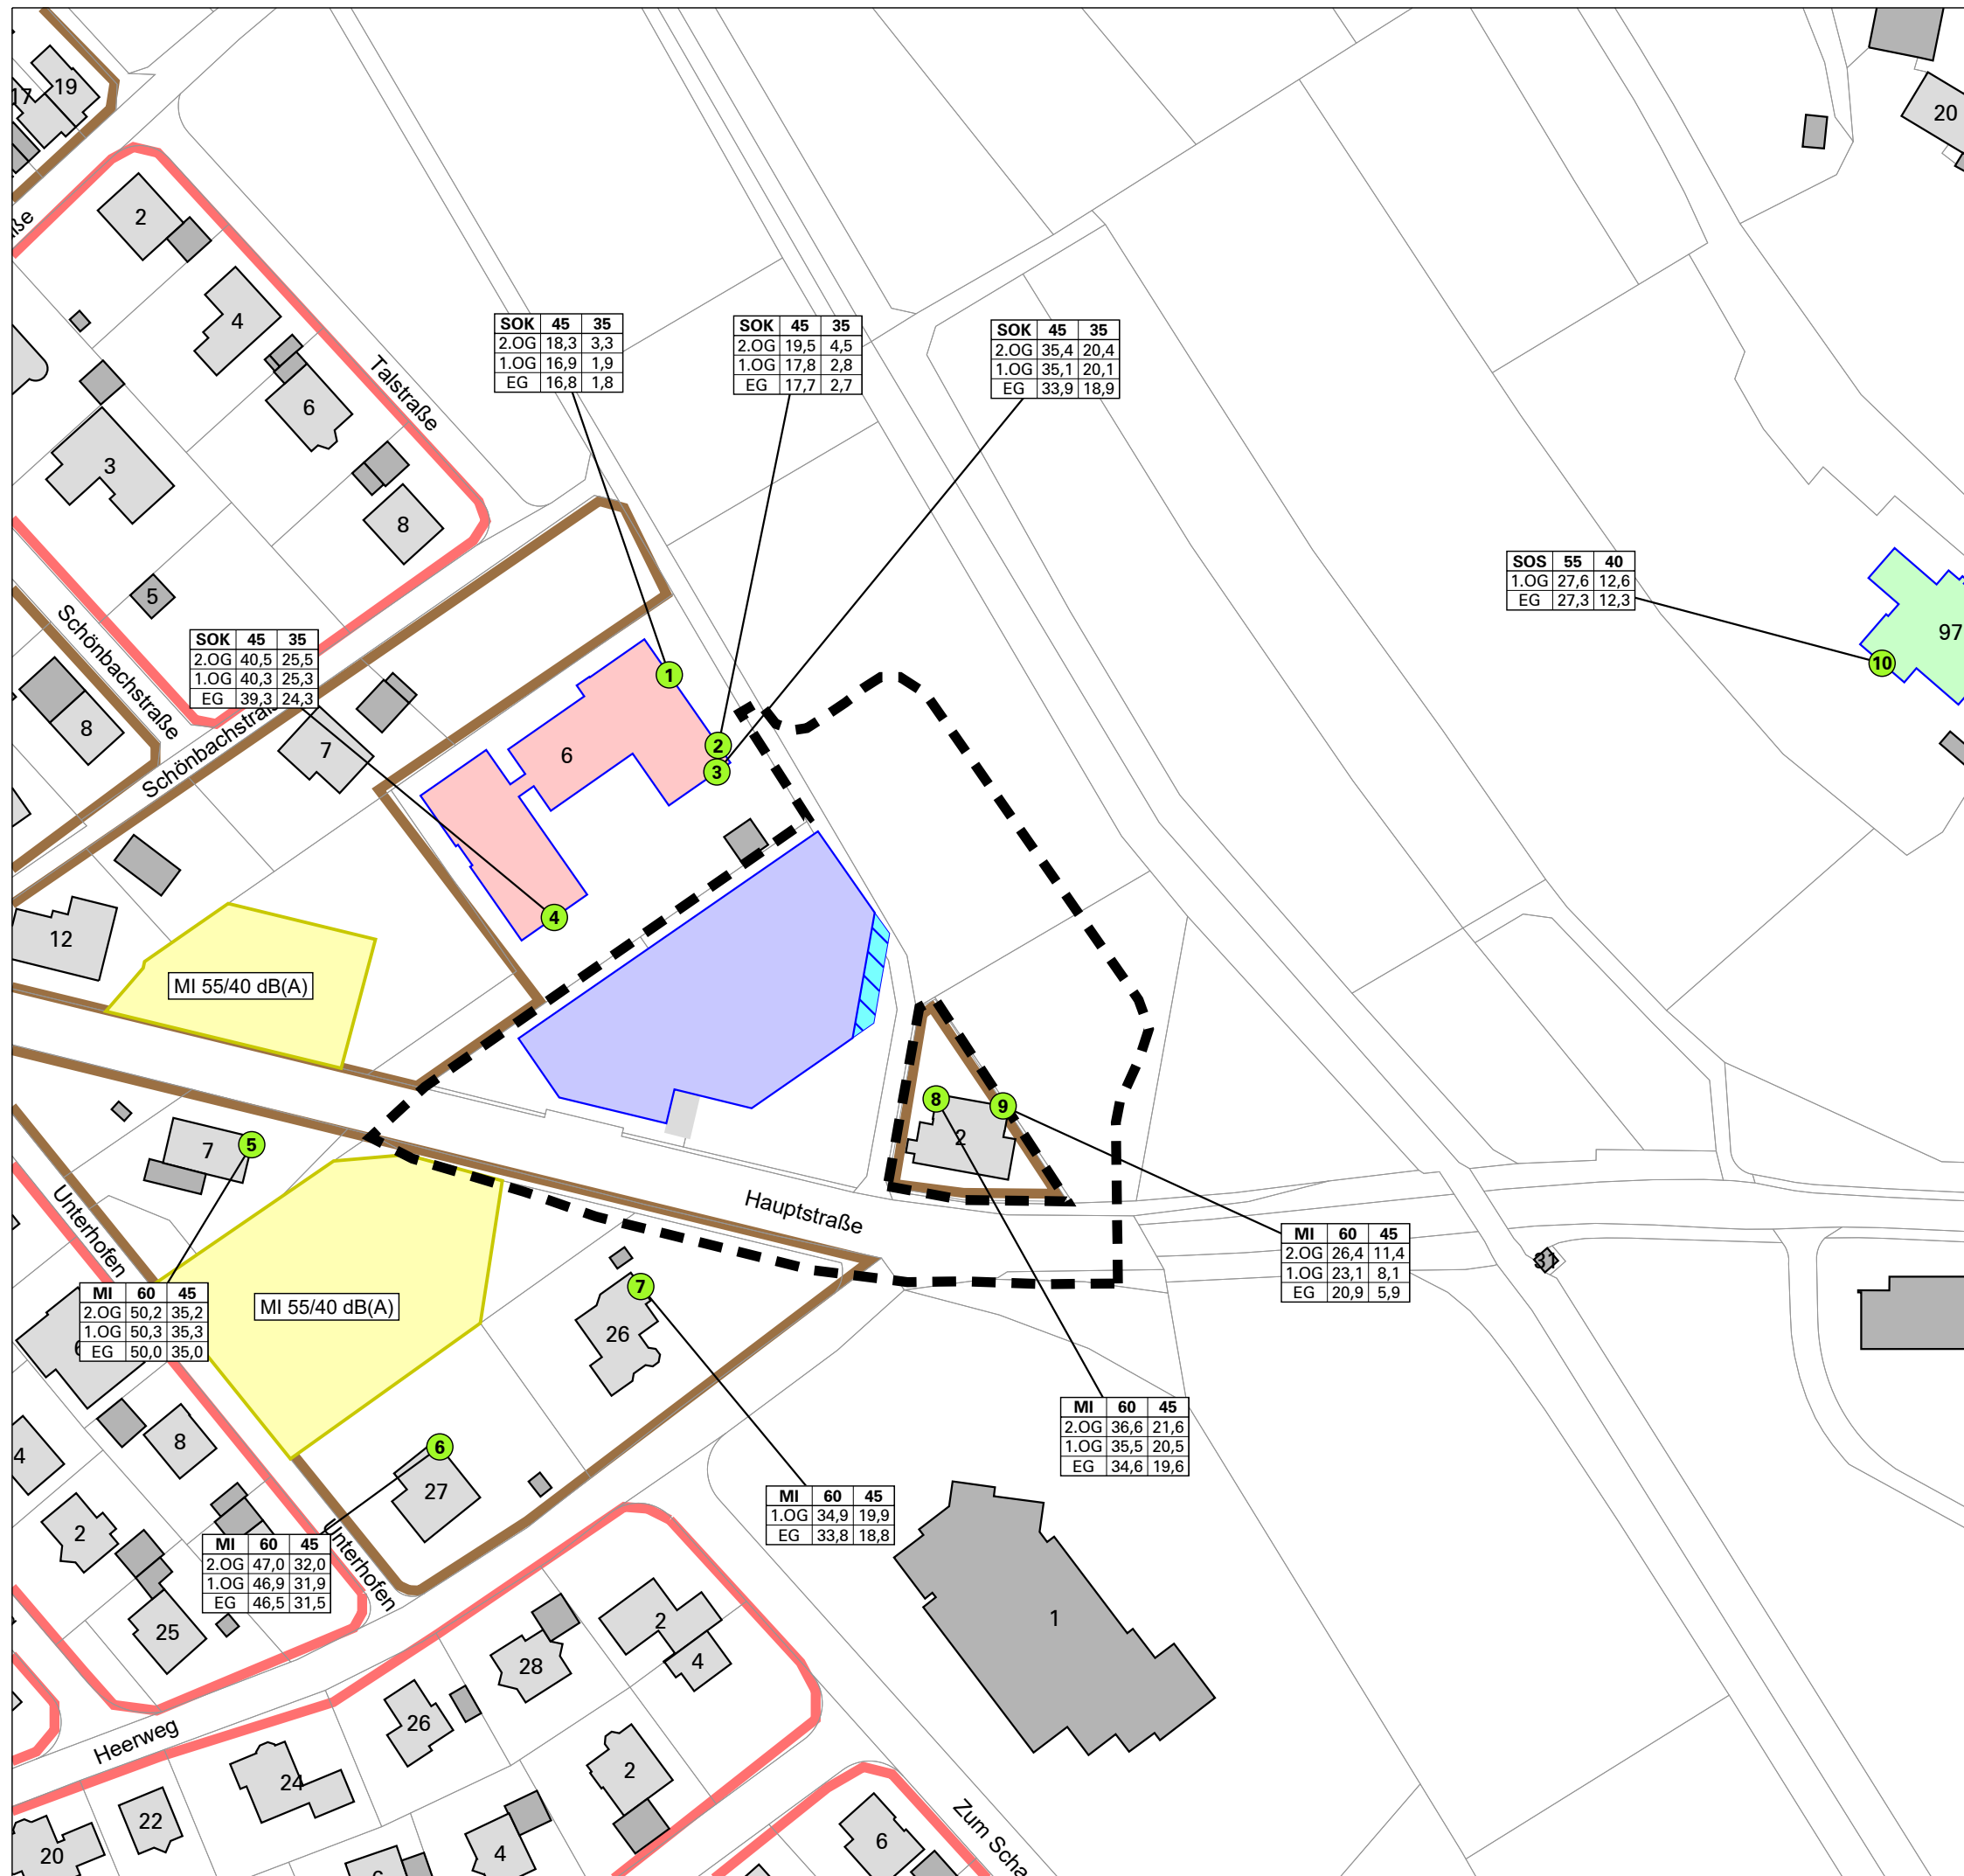 19
17
20
2
4
6
3
8
5
Talstraße
SOK 45 35
2.OG 18,3 3,3
1.OG 16,9 1,9
EG 16,8 1,8
SOK 45 35
2.OG 19,5 4,5
1.OG 17,8 2,8
EG 17,7 2,7
SOK 45 35
2.OG 35,4 20,4
1.OG 35,1 20,1
EG 33,9 18,9
SOS 55 40
1.OG 27,6 12,6
EG 27,3 12,3
10
97
SOK 45 35
2.OG 40,5 25,5
1.OG 40,3 25,3
EG 39,3 24,3
Schönbachstraße
8
7
1
2
3
6
4
12
MI 55/40 dB(A)
7
5
8
9
2
Unterhofen
Hauptstraße
MI 60 45
2.OG 26,4 11,4
1.OG 23,1 8,1
EG 20,9 5,9
31
MI 60 45
2.OG 50,2 35,2
1.OG 50,3 35,3
EG 50,0 35,0
MI 55/40 dB(A)
7
26
MI 60 45
2.OG 36,6 21,6
1.OG 35,5 20,5
EG 34,6 19,6
4
8
6
27
2
MI 60 45
1.OG 34,9 19,9
EG 33,8 18,8
MI 60 45
2.OG 47,0 32,0
1.OG 46,9 31,9
EG 46,5 31,5
Unterhofen
25
1
28
2
4
26
Heerweg
24
22
20
2
4
6
Zum Scha